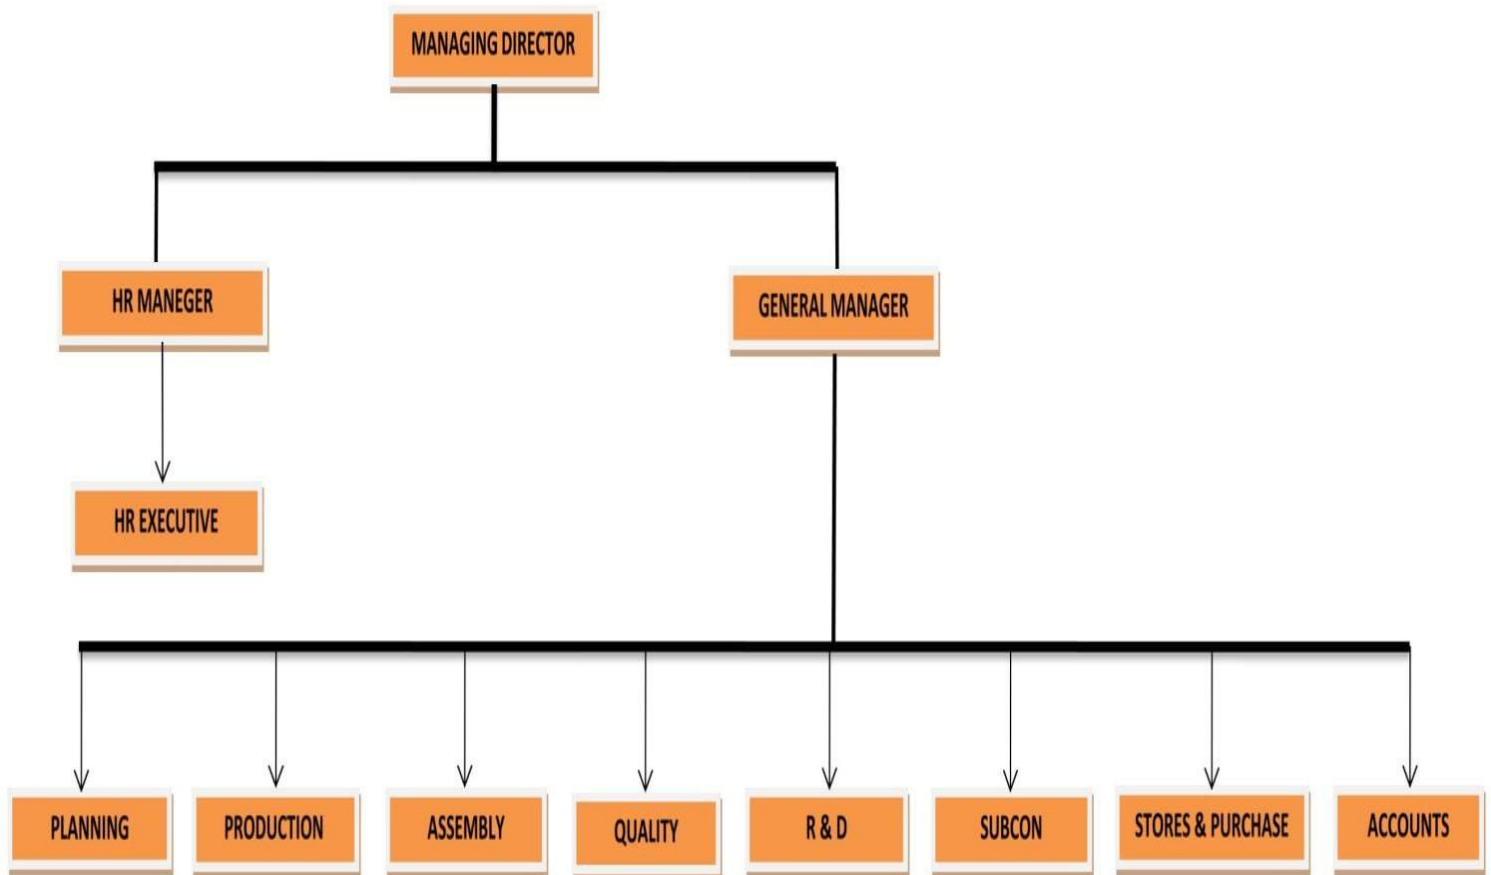 MANAGING DIRECTOR
HR MANEGER
GENERAL MANAGER
HR EXECUTIVE
PLANNING
PRODUCTION
ASSEMBLY
QUALITY
R & D
SUBCON
STORES & PURCHASE
ACCOUNTS